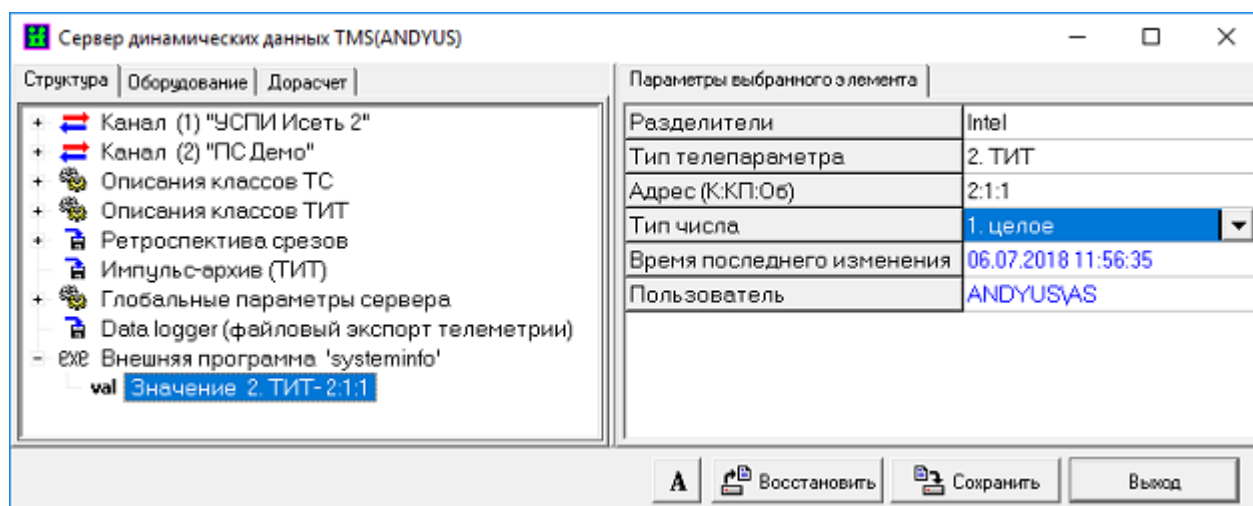 Сервер динамических данных TMS(ANDYUS)
Структура Оборудование Дорасчет
Канал (1) "УСПИ Исеть 2"
Канал (2) "ПС Демо"
Описания классов ТС
Описания классов ТИТ
Ретроспектива срезов
Импульс-архив (ТИТ)
Глобальные параметры сервера
Data logger (файловый экспорт телеметрии)
exe Внешняя программа 'systeminfo'
val Значение 2. ТИТ- 2:1:1
Параметры выбранного элемента
Разделители Intel
Тип телепараметра 2. ТИТ
Адрес (К:КП:Об) 2:1:1
Тип числа 1. целое
Время последнего изменения 06.07.2018 11:56:35
Пользователь ANDYUS\AS
A Восстановить Сохранить Выход